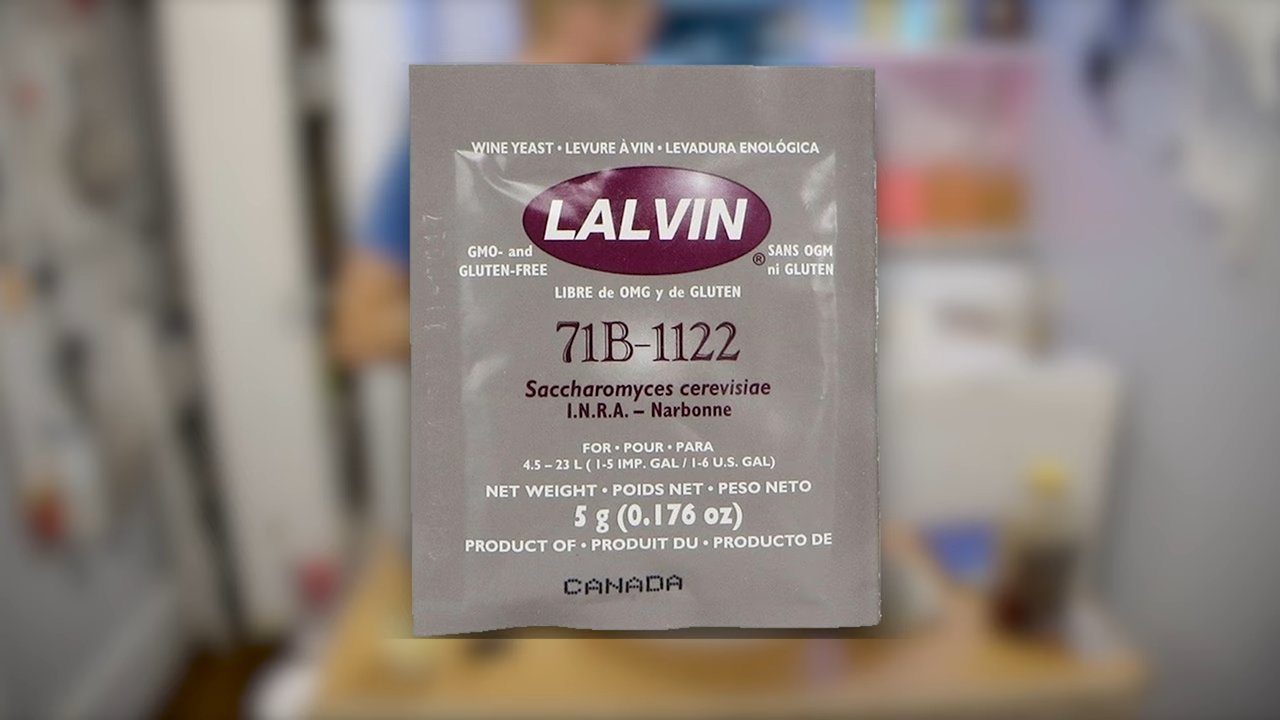 WINE YEAST • LEVURE À VIN • LEVADURA ENOLÓGICA
LALVIN®
GMO- and
GLUTEN-FREE
SANS OGM
ni GLUTEN
LIBRE de OMG y de GLUTEN
71B-1122
Saccharomyces cerevisiae
I.N.R.A. – Narbonne
FOR • POUR • PARA
4.5 – 23 L ( 1-5 IMP. GAL / 1-6 U.S. GAL)
NET WEIGHT • POIDS NET • PESO NETO
5 g (0.176 oz)
PRODUCT OF • PRODUIT DU • PRODUCTO DE
CANADA